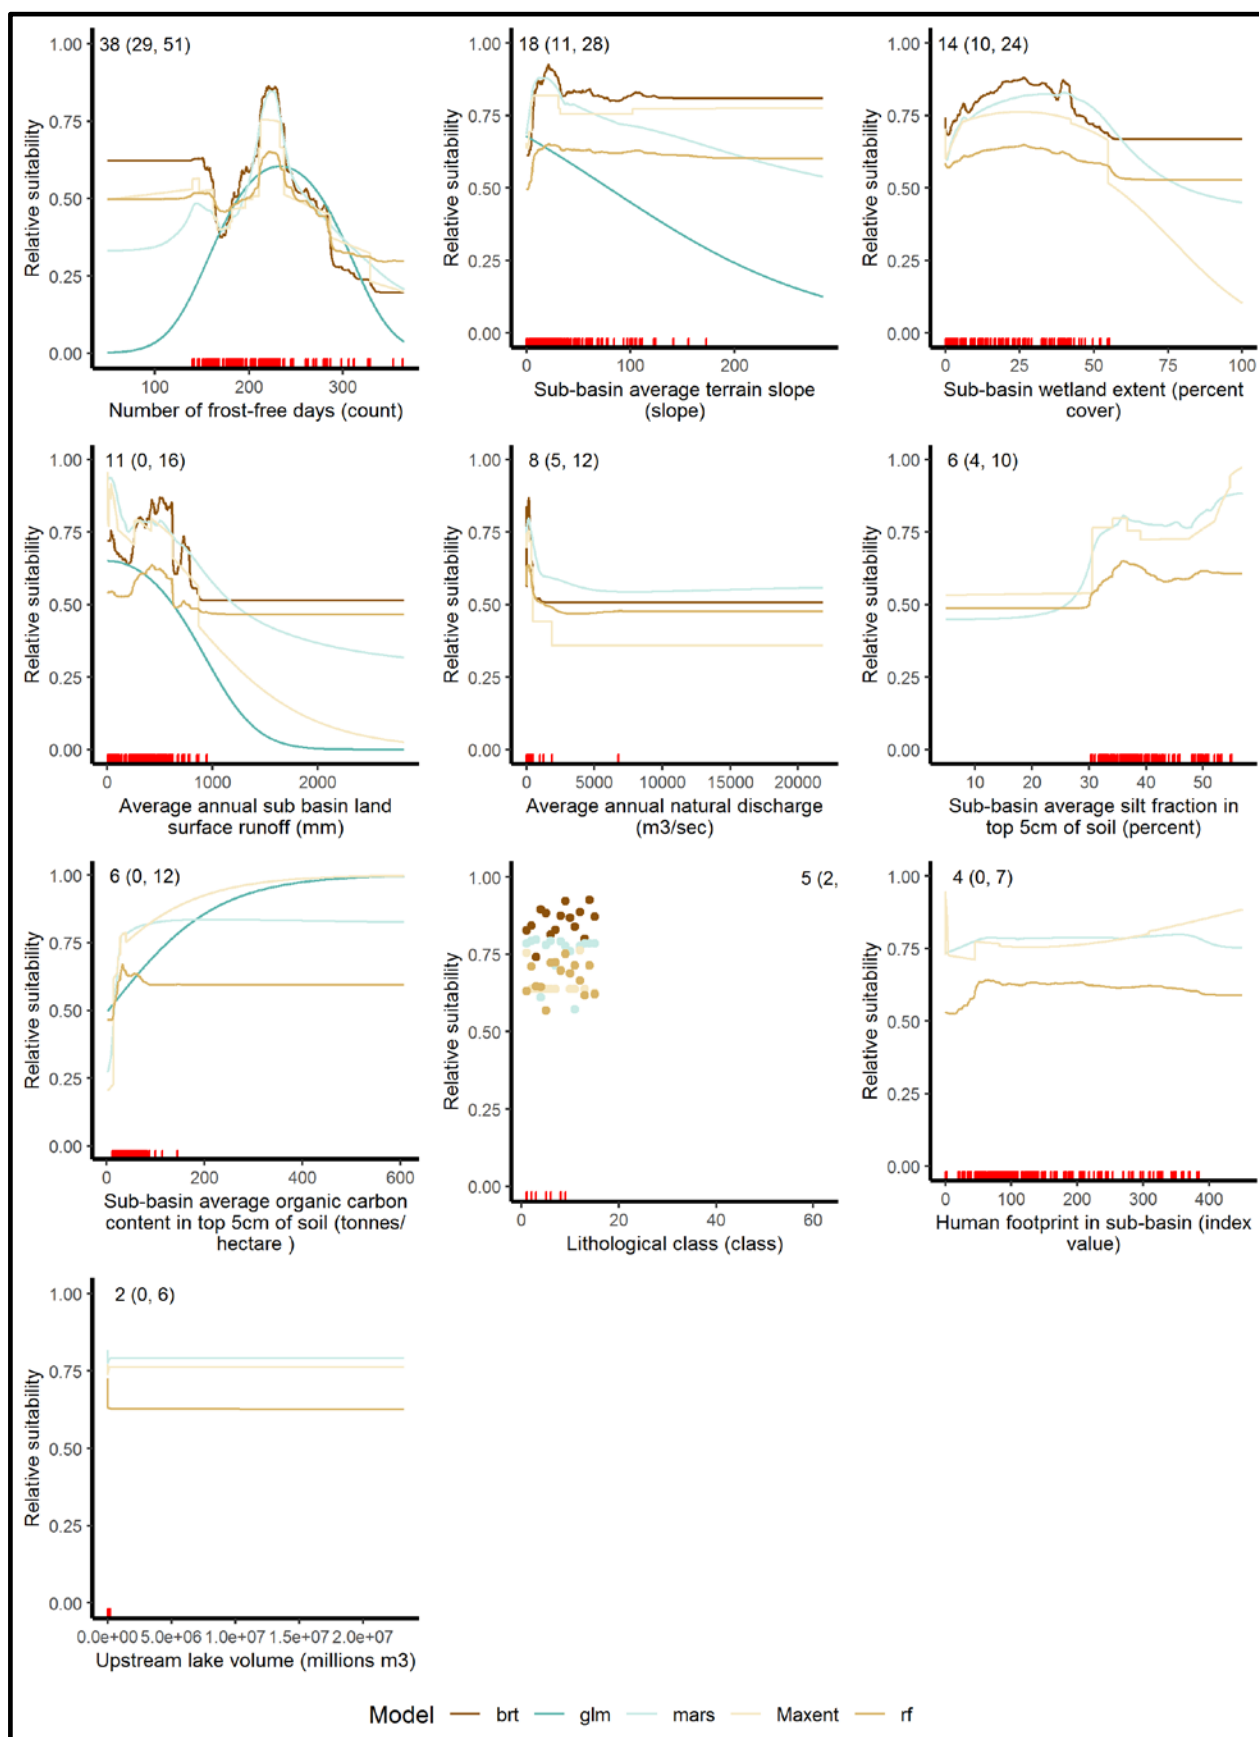 38 (29, 51)
1.00
0.75
0.50
0.25
0.00
Relative suitability
100
200
300
Number of frost-free days (count)
18 (11, 28)
1.00
0.75
0.50
0.25
0.00
Relative suitability
0
100
200
Sub-basin average terrain slope
(slope)
14 (10, 24)
1.00
0.75
0.50
0.25
0.00
Relative suitability
0
25
50
75
100
Sub-basin wetland extent (percent
cover)
11 (0, 16)
1.00
0.75
0.50
0.25
0.00
Relative suitability
0
1000
2000
Average annual sub basin land
surface runoff (mm)
8 (5, 12)
1.00
0.75
0.50
0.25
0.00
Relative suitability
0
5000
10000
15000
20000
Average annual natural discharge
(m3/sec)
6 (4, 10)
1.00
0.75
0.50
0.25
0.00
Relative suitability
10
20
30
40
50
Sub-basin average silt fraction in
top 5cm of soil (percent)
6 (0, 12)
1.00
0.75
0.50
0.25
0.00
Relative suitability
0
200
400
600
Sub-basin average organic carbon
content in top 5cm of soil (tonnes/
hectare )
5 (2,
1.00
0.75
0.50
0.25
0.00
Relative suitability
0
20
40
60
Lithological class (class)
4 (0, 7)
1.00
0.75
0.50
0.25
0.00
Relative suitability
0
100
200
300
400
Human footprint in sub-basin (index
value)
2 (0, 6)
1.00
0.75
0.50
0.25
0.00
Relative suitability
0.0e+00
5.0e+06
1.0e+07
1.5e+07
2.0e+07
Upstream lake volume (millions m3)
Model brt glm mars Maxent rf